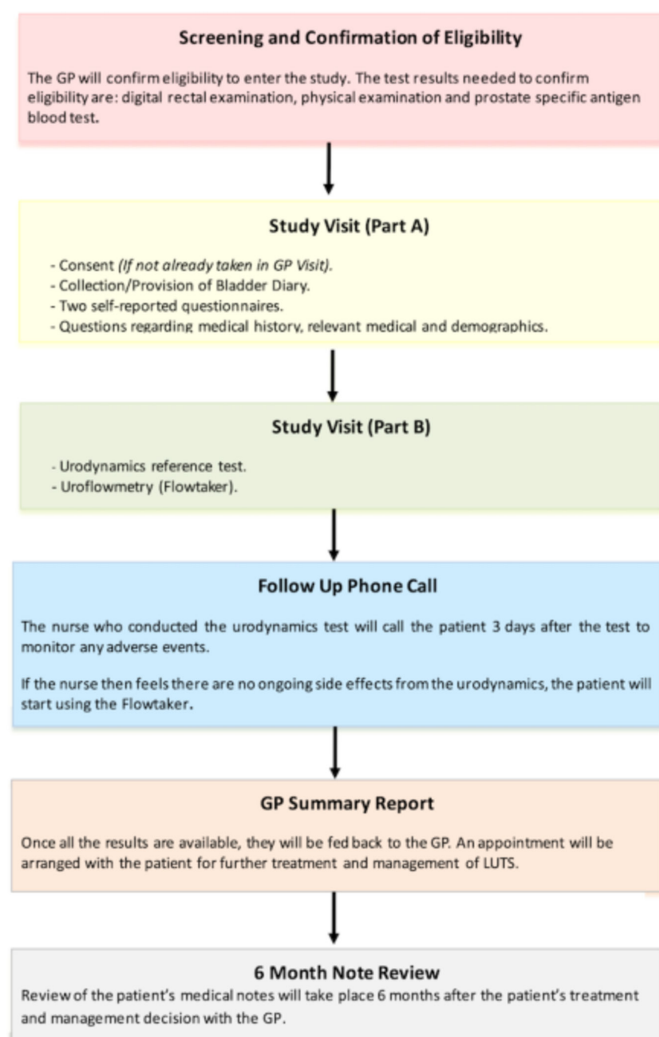 Screening and Confirmation of Eligibility
The GP will confirm eligibility to enter the study. The test results needed to confirm
eligibility are: digital rectal examination, physical examination and prostate specific antigen
blood test.
Study Visit (Part A)
- Consent (If not already taken in GP Visit).
- Collection/Provision of Bladder Diary.
- Two self-reported questionnaires.
- Questions regarding medical history, relevant medical and demographics.
Study Visit (Part B)
- Urodynamics reference test.
- Uroflowmetry (Flowtaker).
Follow Up Phone Call
The nurse who conducted the urodynamics test will call the patient 3 days after the test to
monitor any adverse events.
If the nurse then feels there are no ongoing side effects from the urodynamics, the patient will
start using the Flowtaker.
GP Summary Report
Once all the results are available, they will be fed back to the GP. An appointment will be
arranged with the patient for further treatment and management of LUTS.
6 Month Note Review
Review of the patient's medical notes will take place 6 months after the patient's treatment
and management decision with the GP.